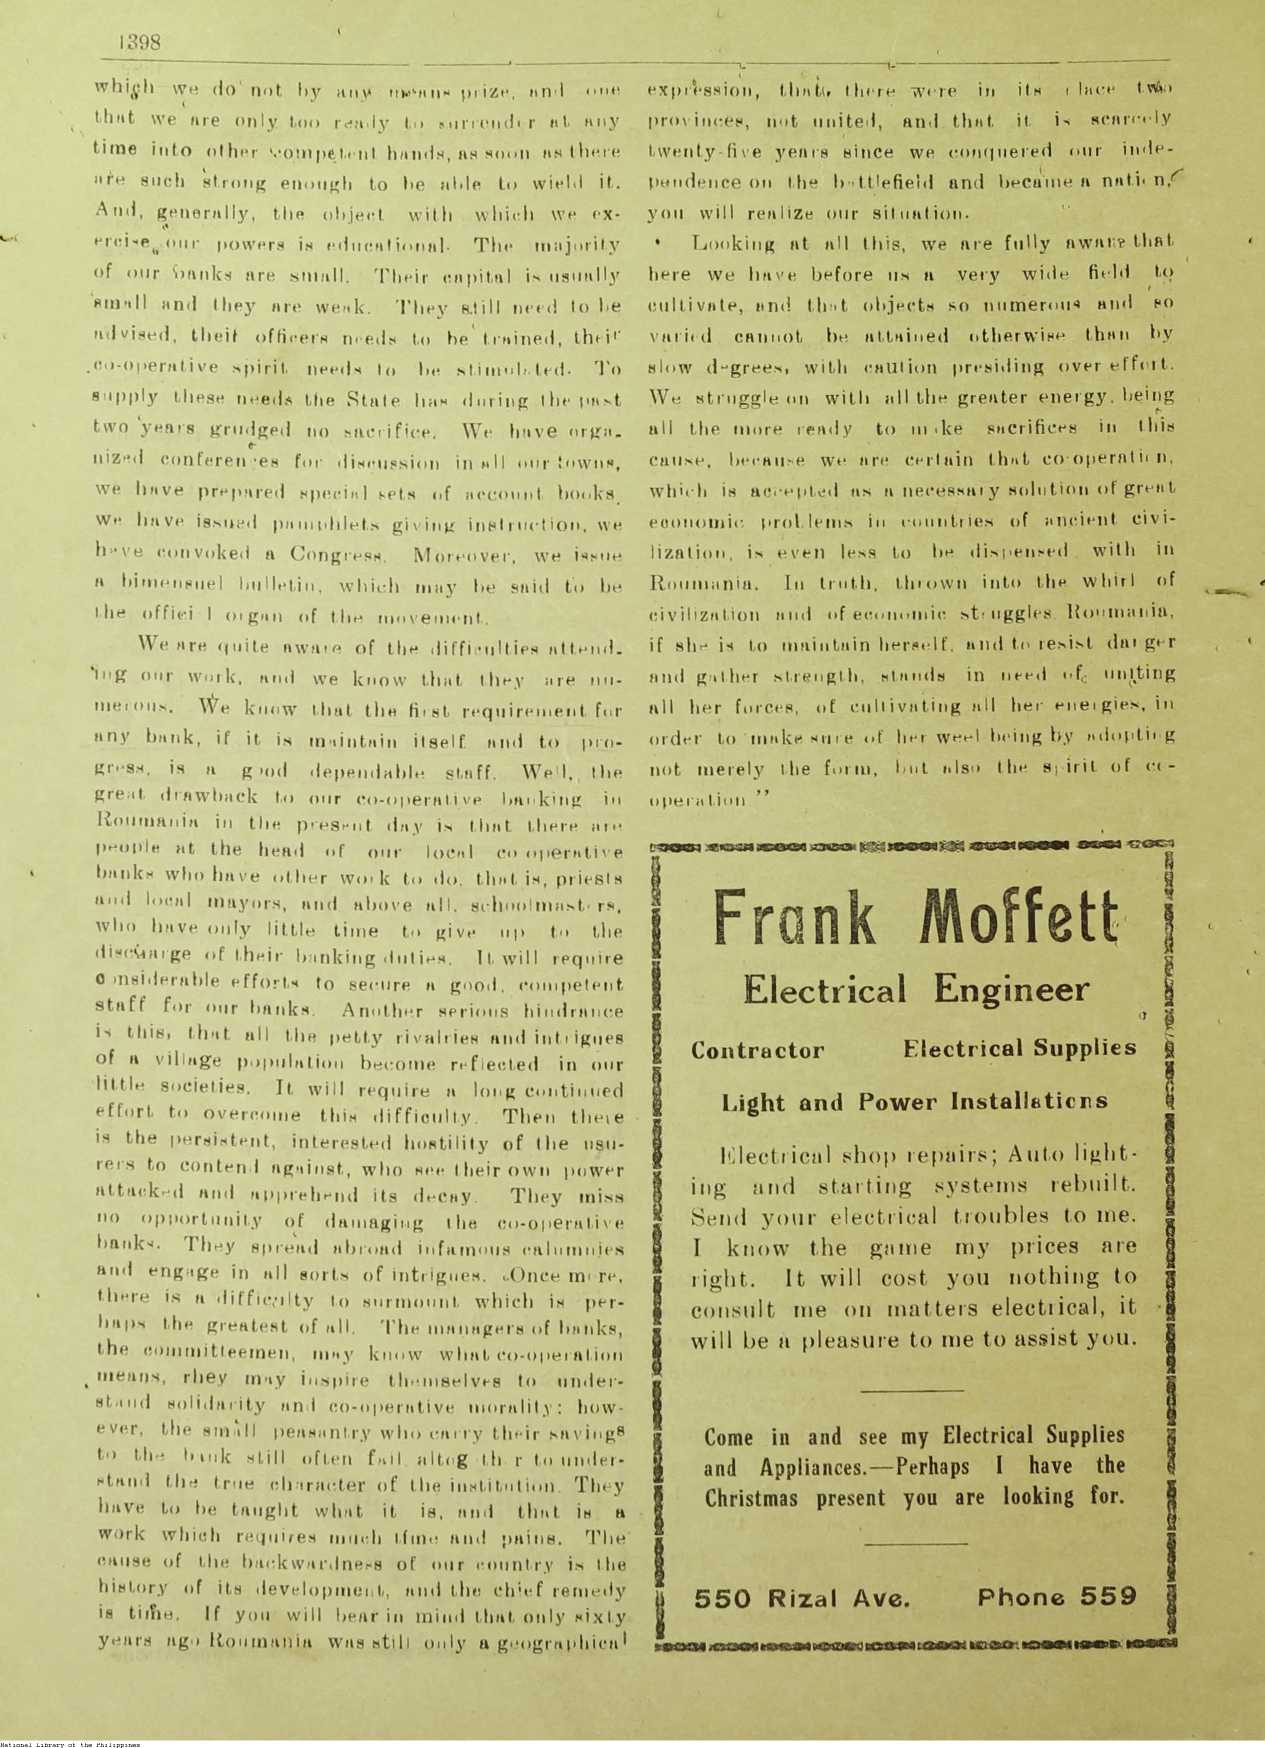 1398
which we do not by any means prize, and one
that we are only too ready to surrender at any
time into other competent hands, as soon as there
are such strong enough to be able to wield it.
And, generally, the object with which we ex-
ercise our powers is educational. The majority
of our banks are small. Their capital is usually
small and they are weak. They still need to be
advised, their officers needs to be trained, their
co-operative spirit needs to be stimulated. To
supply these needs the State has during the past
two years grudged no sacrifice. We have orga-
nized conferences for discussion in all our towns,
we have prepared special sets of account books.
We have issued pamphlets giving instruction, we
have convoked a Congress. Moreover, we issue
a bimensuel bulletin, which may be said to be
the official organ of the movement.
We are quite aware of the difficulties attend-
ing our work, and we know that they are nu-
merous. We know that the first requirement for
any bank, if it is maintain itself and to pro-
gress, is a good dependable staff. Well, the
great drawback to our co-operative banking in
Roumania in the present day is that there are
people at the head of our local co operative
banks who have other work to do, that is, priests
and local mayors, and above all, schoolmasters,
who have only little time to give up to the
discharge of their banking duties. It will require
considerable efforts to secure a good, competent
staff for our banks. Another serious hindrance
is this, that all the petty rivalries and intrigues
of a village population become reflected in our
little societies. It will require a long continued
effort to overcome this difficulty. Then there
is the persistent, interested hostility of the usu-
rers to contend against, who see their own power
attacked and apprehend its decay. They miss
no opportunity of damaging the co-operative
banks. They spread abroad infamous calumnies
and engage in all sorts of intrigues. Once more,
there is a difficulty to surmount which is per-
haps the greatest of all. The managers of banks,
the committeemen, may know what co-operation
means, rhey may inspire themselves to under-
stand solidarity and co-operative morality; how-
ever, the small peasantry who carry their savings
to the bank still often fail altog th r to under-
stand the true character of the institution. They
have to be taught what it is, and that is a
work which requires much time and pains. The
cause of the backwardness of our country is the
history of its development, and the chief remedy
is time. If you will bear in mind that only sixty
years ago Roumania was still only a geographical
expression, that there were in its place two
provinces, not united, and that it is scarcely
twenty-five years since we conquered our inde-
pendence on the battlefield and became a nation,
you will realize our situation.
Looking at all this, we are fully aware that
here we have before us a very wide field to
cultivate, and that objects so numerous and so
varied cannot be attained otherwise than by
slow degrees, with caution presiding over effort.
We struggle on with all the greater energy, being
all the more ready to make sacrifices in this
cause, because we are certain that co-operation,
which is accepted as a necessary solution of great
economic problems in countries of ancient civi-
lization, is even less to be dispensed with in
Roumania. In truth, thrown into the whirl of
civilization and of economic struggles Roumania,
if she is to maintain herself, and to resist danger
and gather strength, stands in need of uniting
all her forces, of cultivating all her energies, in
order to make sure of her weel being by adopting
not merely the form, but also the spirit of co-
operation ”
Frank Moffett
Electrical Engineer
Contractor Electrical Supplies
Light and Power Installations
Electrical shop repairs; Auto light-
ing and starting systems rebuilt.
Send your electrical troubles to me.
I know the game my prices are
right. It will cost you nothing to
consult me on matters electrical, it
will be a pleasure to me to assist you.
Come in and see my Electrical Supplies
and Appliances.—Perhaps I have the
Christmas present you are looking for.
550 Rizal Ave. Phone 559
National Library of the Philippines